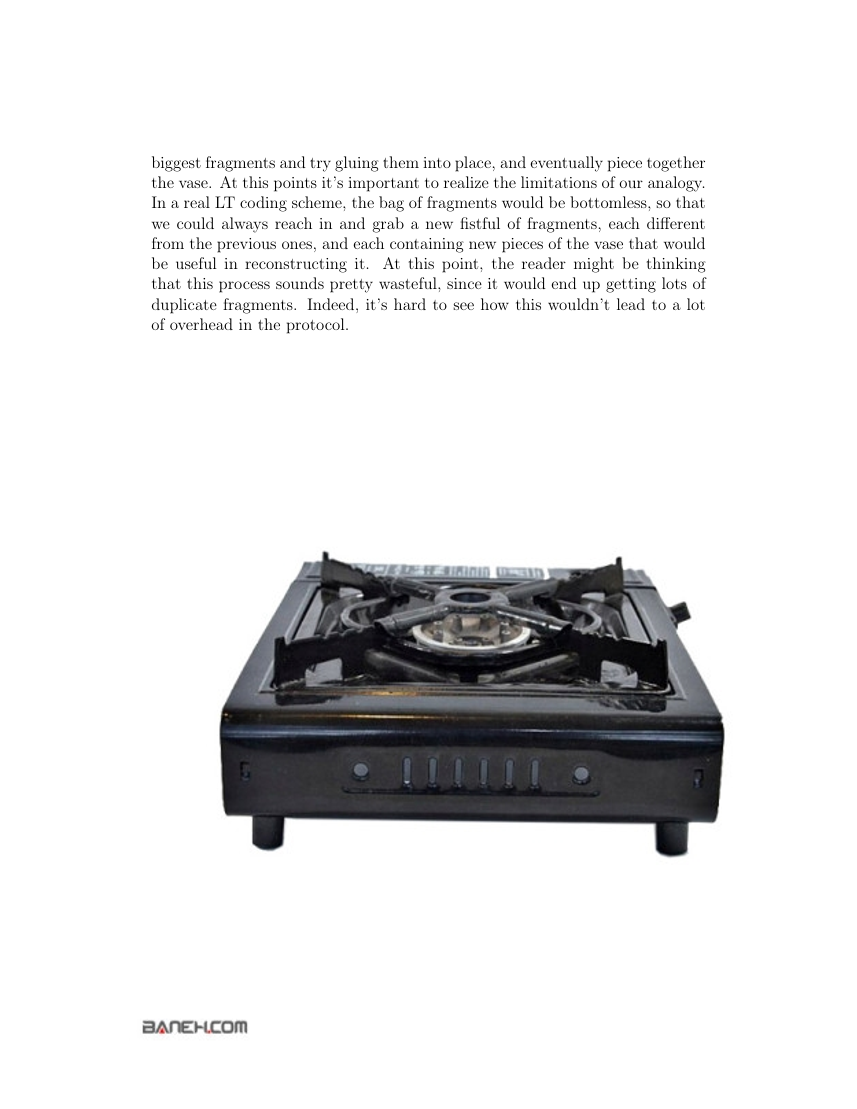 biggest fragments and try gluing them into place, and eventually piece together
the vase. At this points it's important to realize the limitations of our analogy.
In a real LT coding scheme, the bag of fragments would be bottomless, so that
we could always reach in and grab a new fistful of fragments, each different
from the previous ones, and each containing new pieces of the vase that would
be useful in reconstructing it. At this point, the reader might be thinking
that this process sounds pretty wasteful, since it would end up getting lots of
duplicate fragments. Indeed, it's hard to see how this wouldn't lead to a lot
of overhead in the protocol.
BANEH.COM